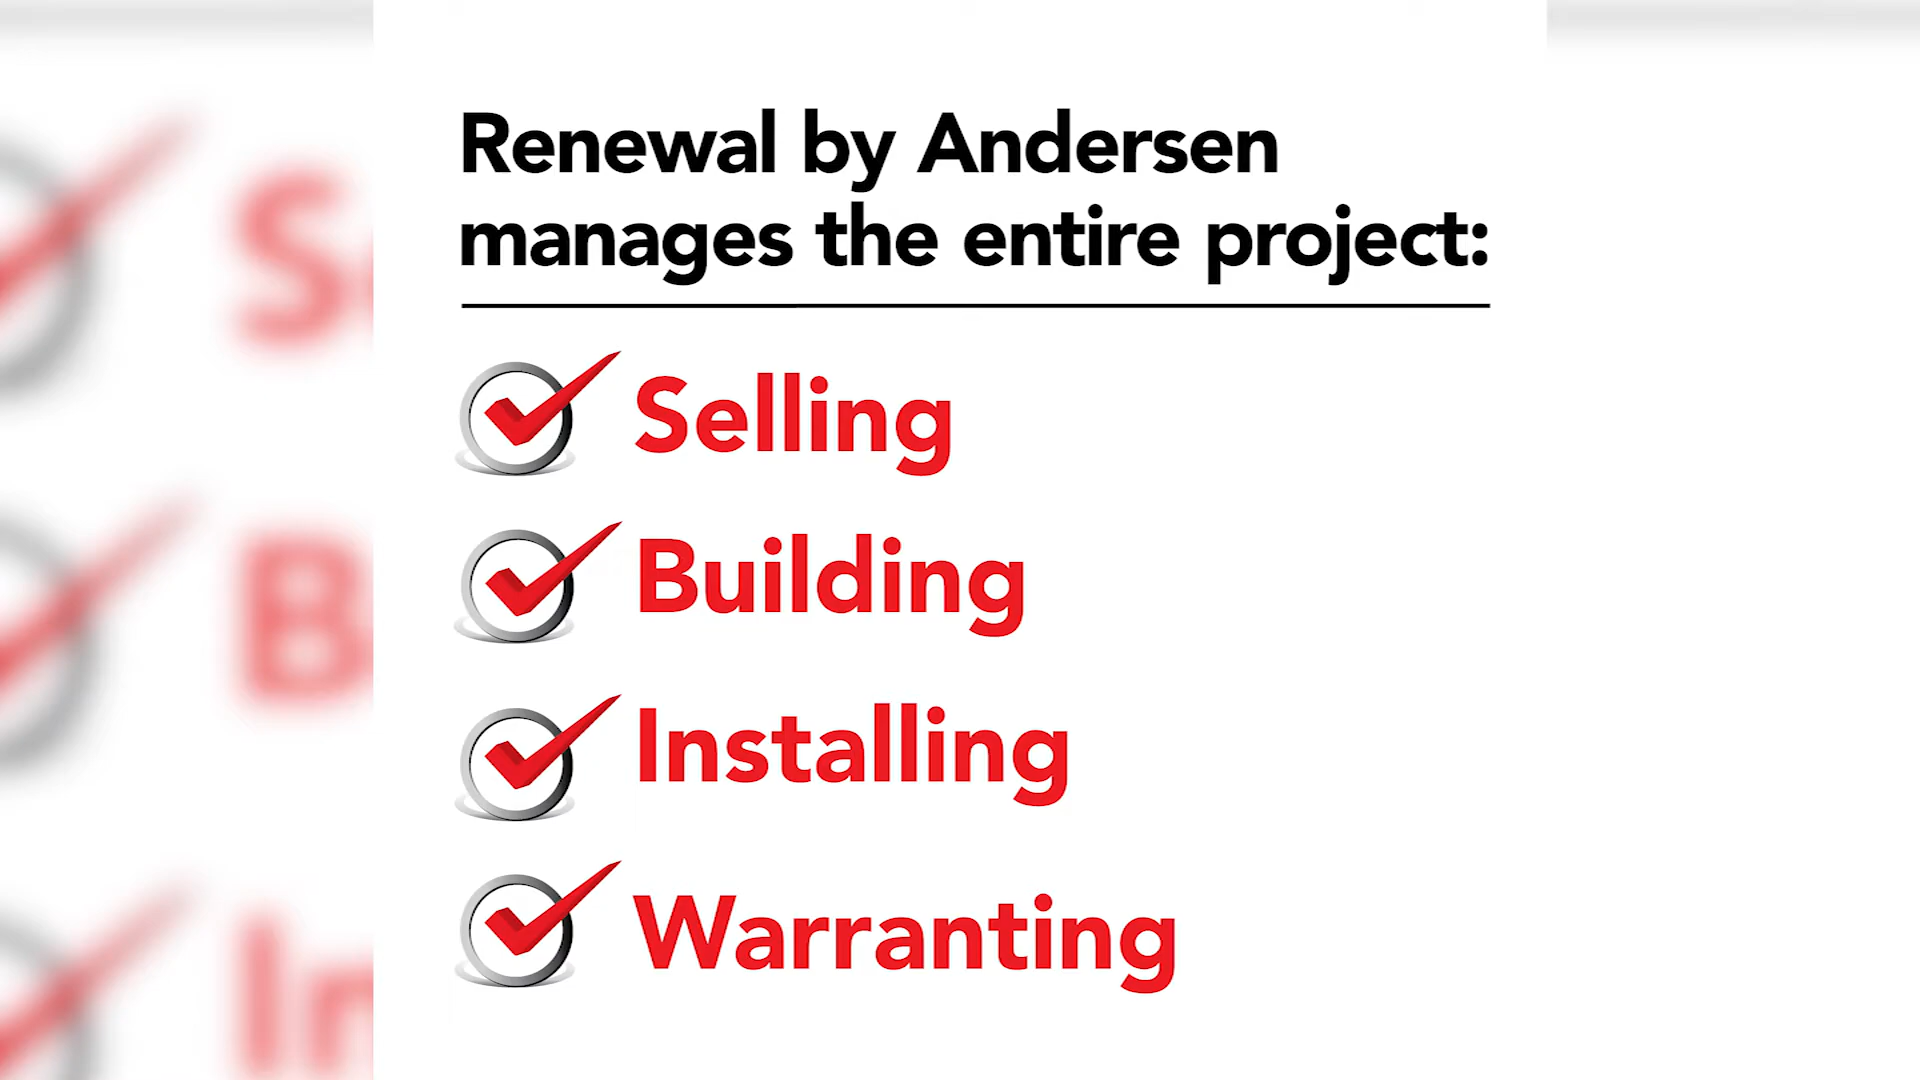 Renewal by Andersen
manages the entire project:
Selling
Building
Installing
Warranting